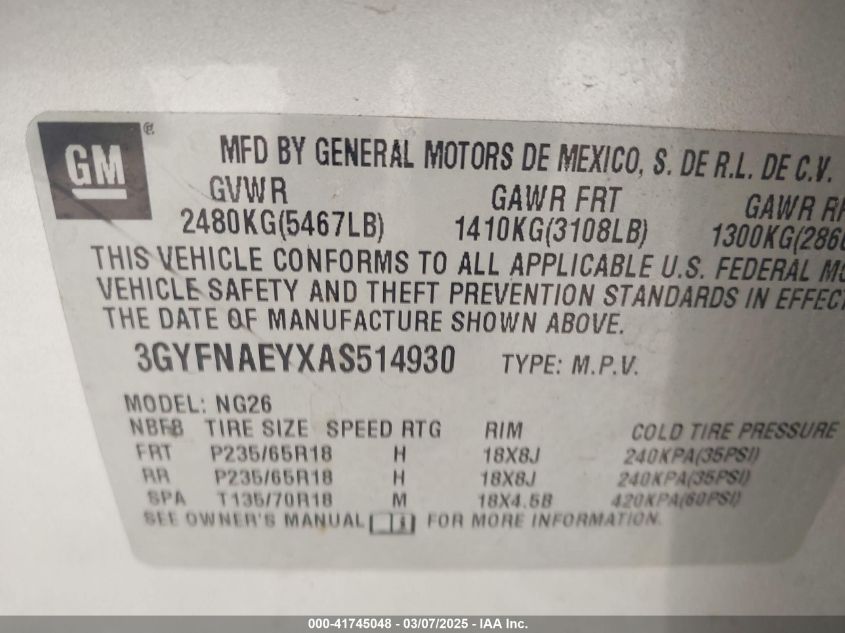 GM ®
MFD BY GENERAL MOTORS DE MEXICO, S. DE R.L. DE C.V.
GVWR GAWR FRT GAWR
2480KG(5467LB) 1410KG(3108LB) 1300KG(286
THIS VEHICLE CONFORMS TO ALL APPLICABLE U.S. FEDERAL
VEHICLE SAFETY AND THEFT PREVENTION STANDARDS IN EFFEC
THE DATE OF MANUFACTURE SHOWN ABOVE.
3GYFNAEYXAS514930 TYPE: M.P.V.
MODEL: NG26
TIRE SIZE SPEED RTG RIM COLD TIRE PRESSURE
FRT P235/65R18 H 18X8J 240KPA(35PSI)
RR P235/65R18 H 18X8J 240KPA(35PSI)
SPA T135/70R18 M 18X4.5B 420KPA(60PSI)
SEE OWNER'S MANUAL FOR MORE INFORMATION.
000-41745048 — 03/07/2025 — IAA Inc.